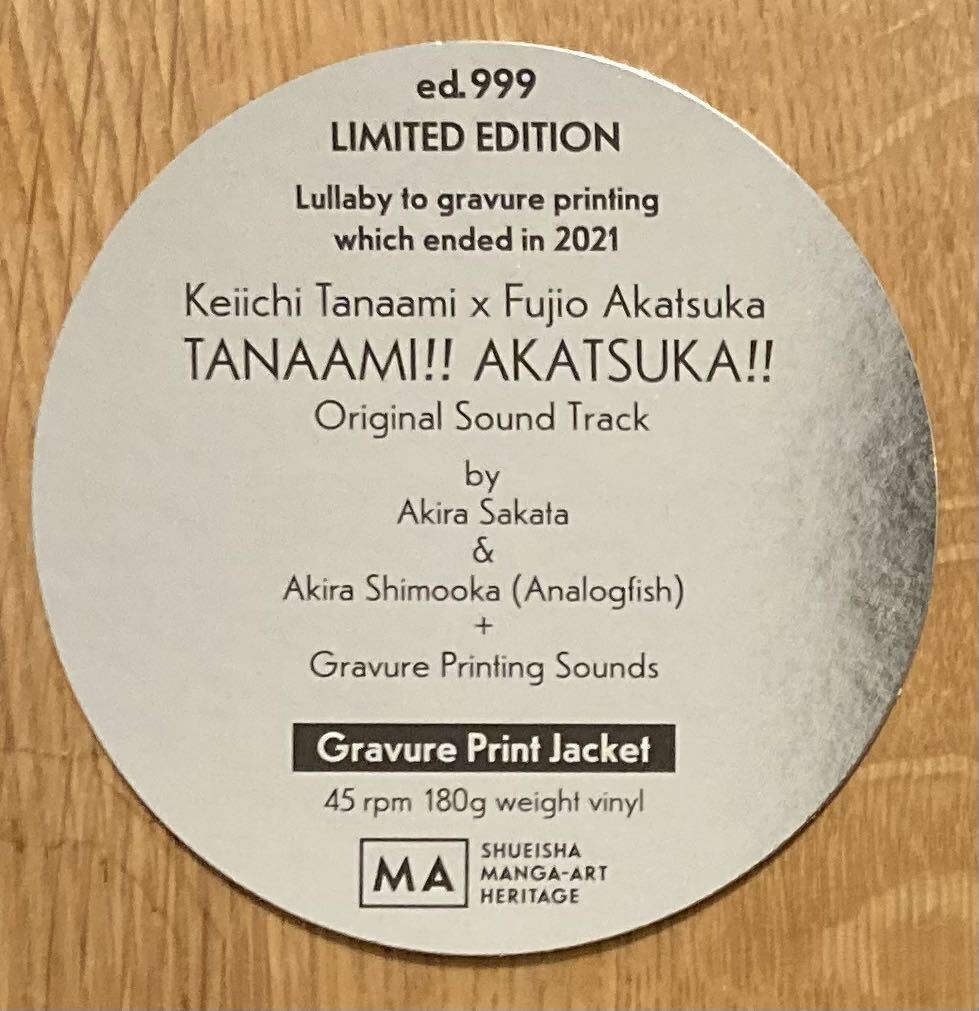 ed.999
LIMITED EDITION
Lullaby to gravure printing
which ended in 2021
Keiichi Tanaami x Fujio Akatsuka
TANAAMI!! AKATSUKA!!
Original Sound Track
by
Akira Sakata
&
Akira Shimooka (Analogfish)
+
Gravure Printing Sounds
Gravure Print Jacket
45 rpm 180g weight vinyl
MA
SHUEISHA
MANGA-ART
HERITAGE